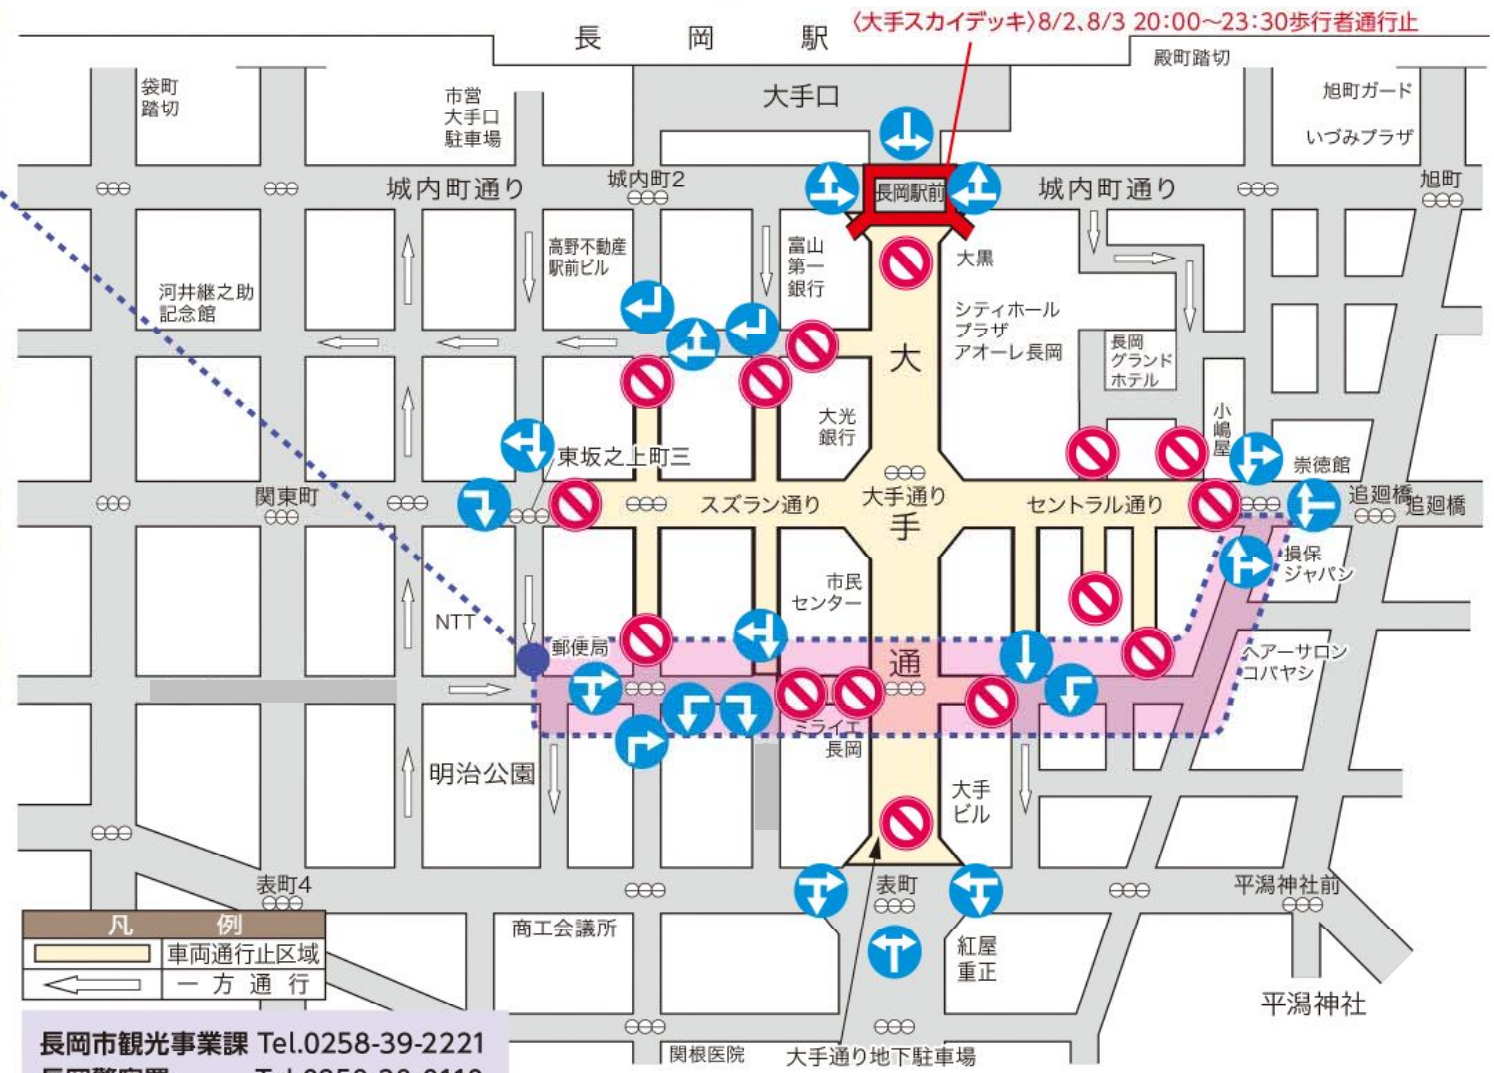 長岡駅
〈大手スカイデッキ〉8/2、8/3 20:00〜23:30歩行者通行止
袋町
踏切
市営
大手口
駐車場
大手口
殿町踏切
旭町ガード
いづみプラザ
城内町通り
城内町2
長岡駅前
城内町通り
旭町
高野不動産
駅前ビル
富山
第一
銀行
大黒
河井継之助
記念館
シティホール
プラザ
アオーレ長岡
長岡
グランド
ホテル
大
手
通
大光
銀行
小嶋屋
東坂之上町三
崇徳館
関東町
スズラン通り
大手通り
セントラル通り
追廻橋
追廻橋
市民
センター
損保
ジャパン
NTT
郵便局
ヘアーサロン
コバヤシ
ミライエ
長岡
明治公園
大手
ビル
表町4
表町
平潟神社前
商工会議所
紅屋
重正
平潟神社
関根医院
大手通り地下駐車場
凡例
車両通行止区域
一方通行
長岡市観光事業課 Tel.0258-39-2221